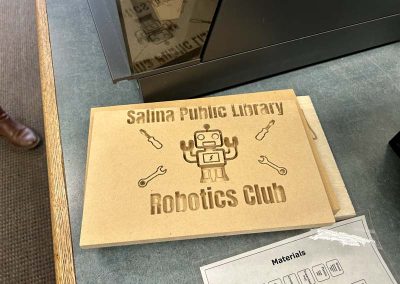 Salina Public Library
Robotics Club
Materials